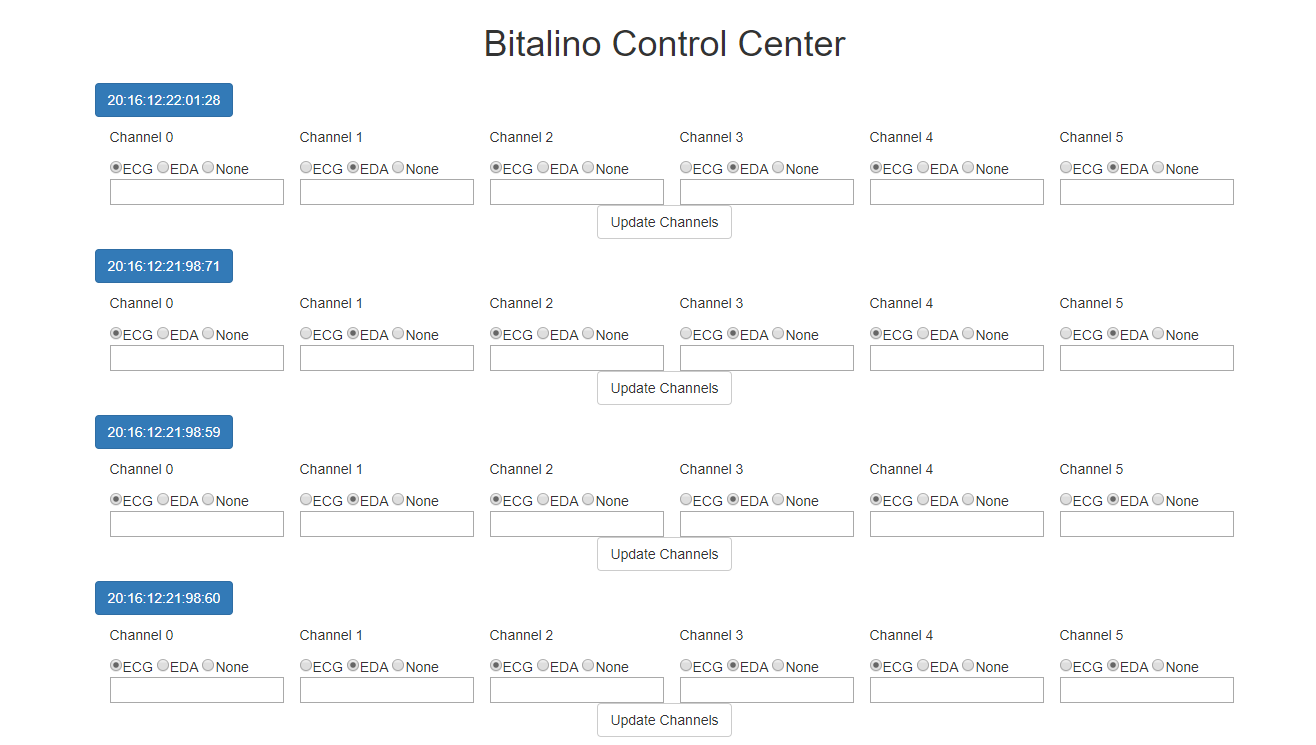 Bitalino Control Center
20:16:12:22:01:28
Channel 0 Channel 1 Channel 2 Channel 3 Channel 4 Channel 5
ECG EDA None ECG EDA None ECG EDA None ECG EDA None ECG EDA None ECG EDA None
Update Channels
20:16:12:21:98:71
Channel 0 Channel 1 Channel 2 Channel 3 Channel 4 Channel 5
ECG EDA None ECG EDA None ECG EDA None ECG EDA None ECG EDA None ECG EDA None
Update Channels
20:16:12:21:98:59
Channel 0 Channel 1 Channel 2 Channel 3 Channel 4 Channel 5
ECG EDA None ECG EDA None ECG EDA None ECG EDA None ECG EDA None ECG EDA None
Update Channels
20:16:12:21:98:60
Channel 0 Channel 1 Channel 2 Channel 3 Channel 4 Channel 5
ECG EDA None ECG EDA None ECG EDA None ECG EDA None ECG EDA None ECG EDA None
Update Channels